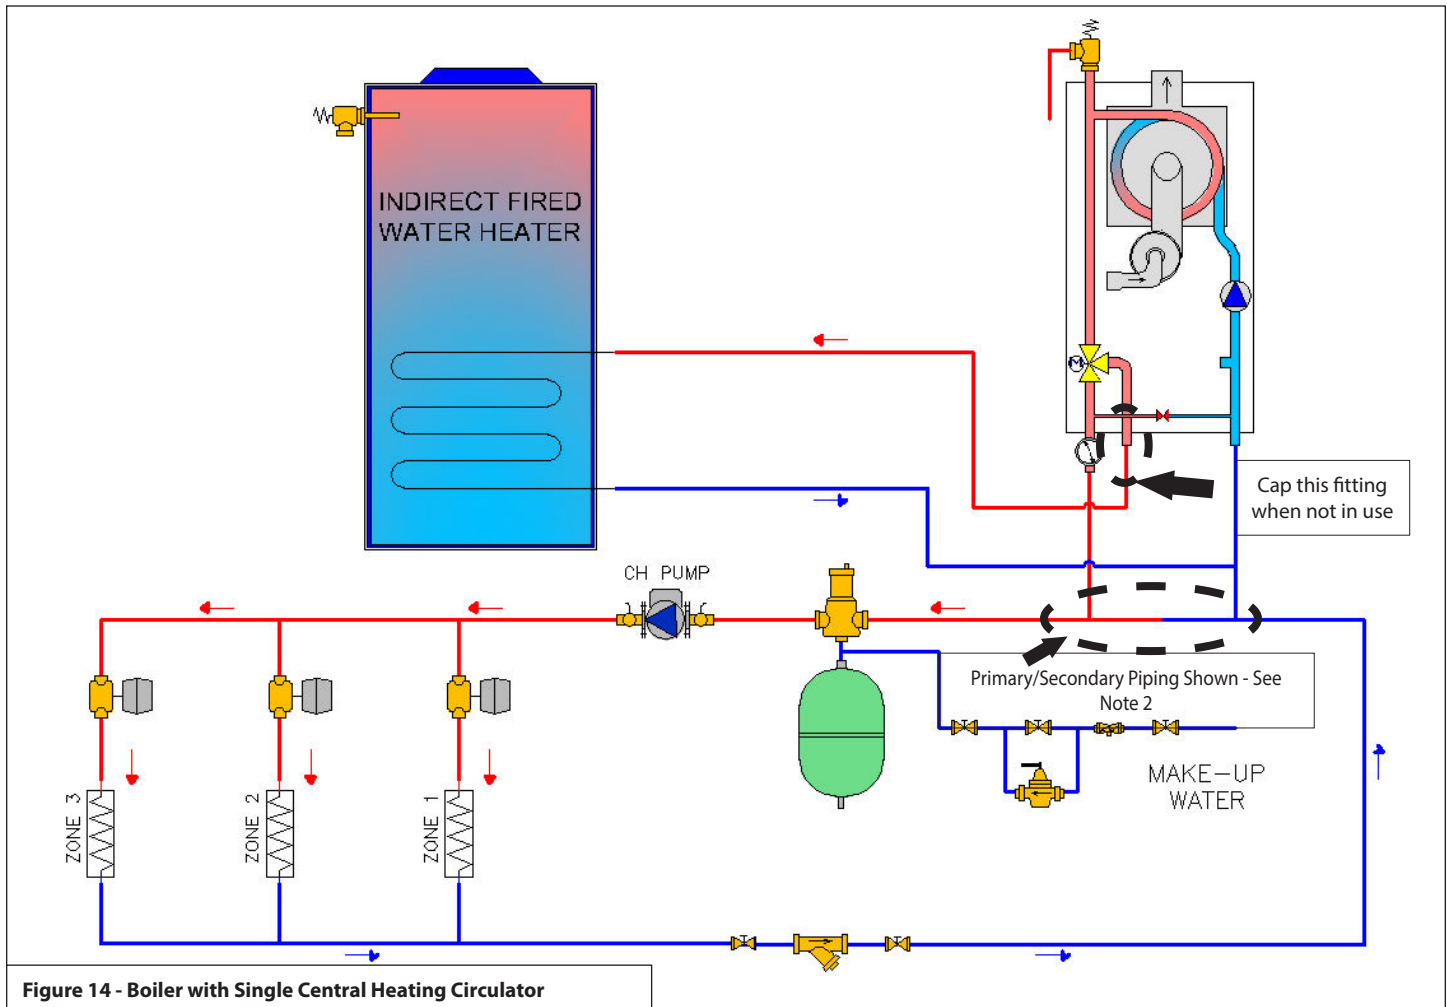 INDIRECT FIRED
WATER HEATER
M
Cap this fitting
when not in use
CH PUMP
Primary/Secondary Piping Shown - See
Note 2
MAKE-UP
WATER
ZONE 3
ZONE 2
ZONE 1
Figure 14 - Boiler with Single Central Heating Circulator